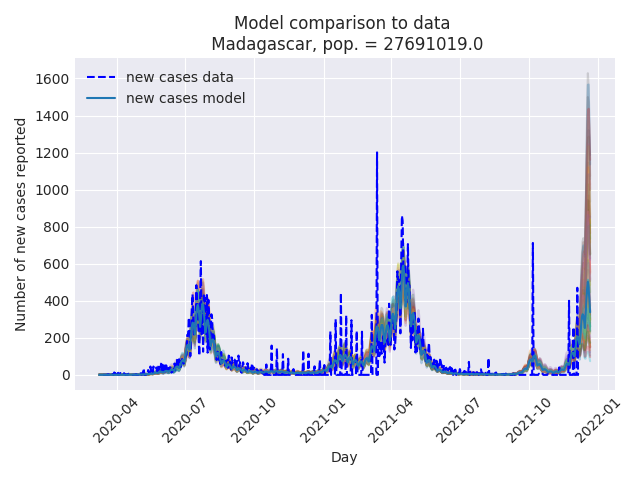 Model comparison to data
Madagascar, pop. = 27691019.0
new cases data
new cases model
Number of new cases reported
1600
1400
1200
1000
800
600
400
200
0
2020-04
2020-07
2020-10
2021-01
2021-04
2021-07
2021-10
2022-01
Day